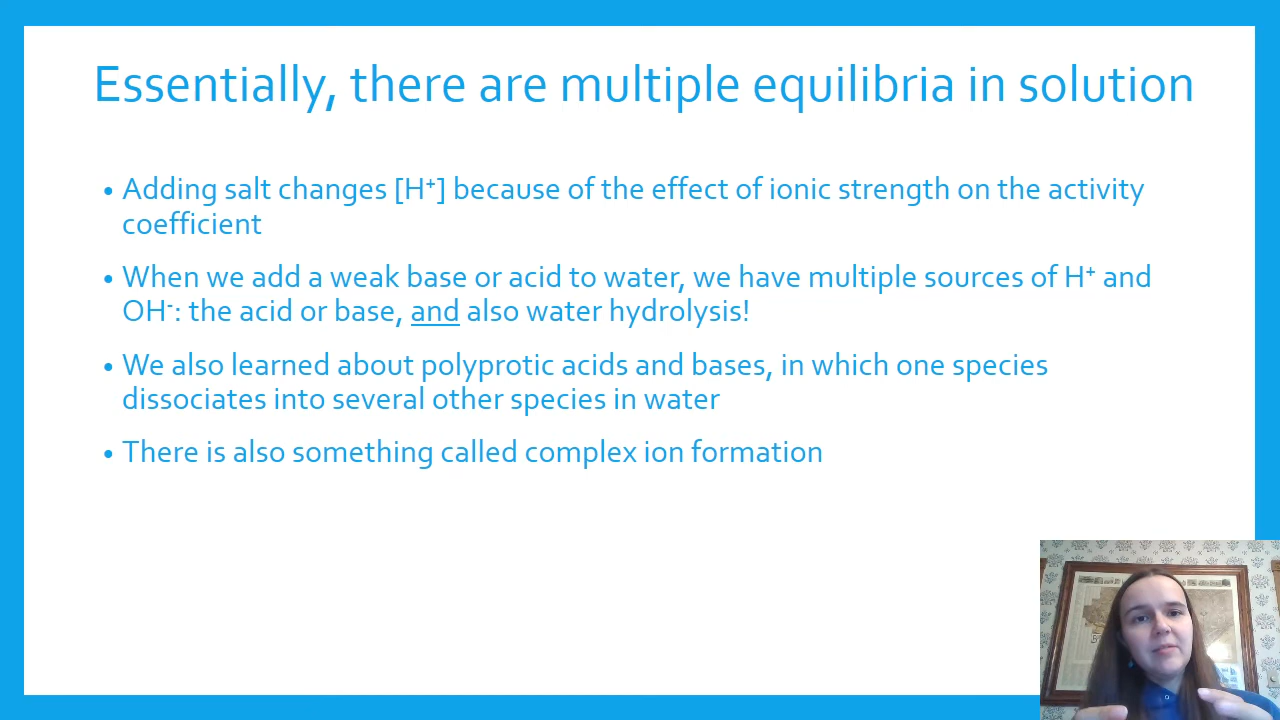 Essentially, there are multiple equilibria in solution
• Adding salt changes [H⁺] because of the effect of ionic strength on the activity
coefficient
• When we add a weak base or acid to water, we have multiple sources of H⁺ and
OH⁻: the acid or base, and also water hydrolysis!
• We also learned about polyprotic acids and bases, in which one species
dissociates into several other species in water
• There is also something called complex ion formation